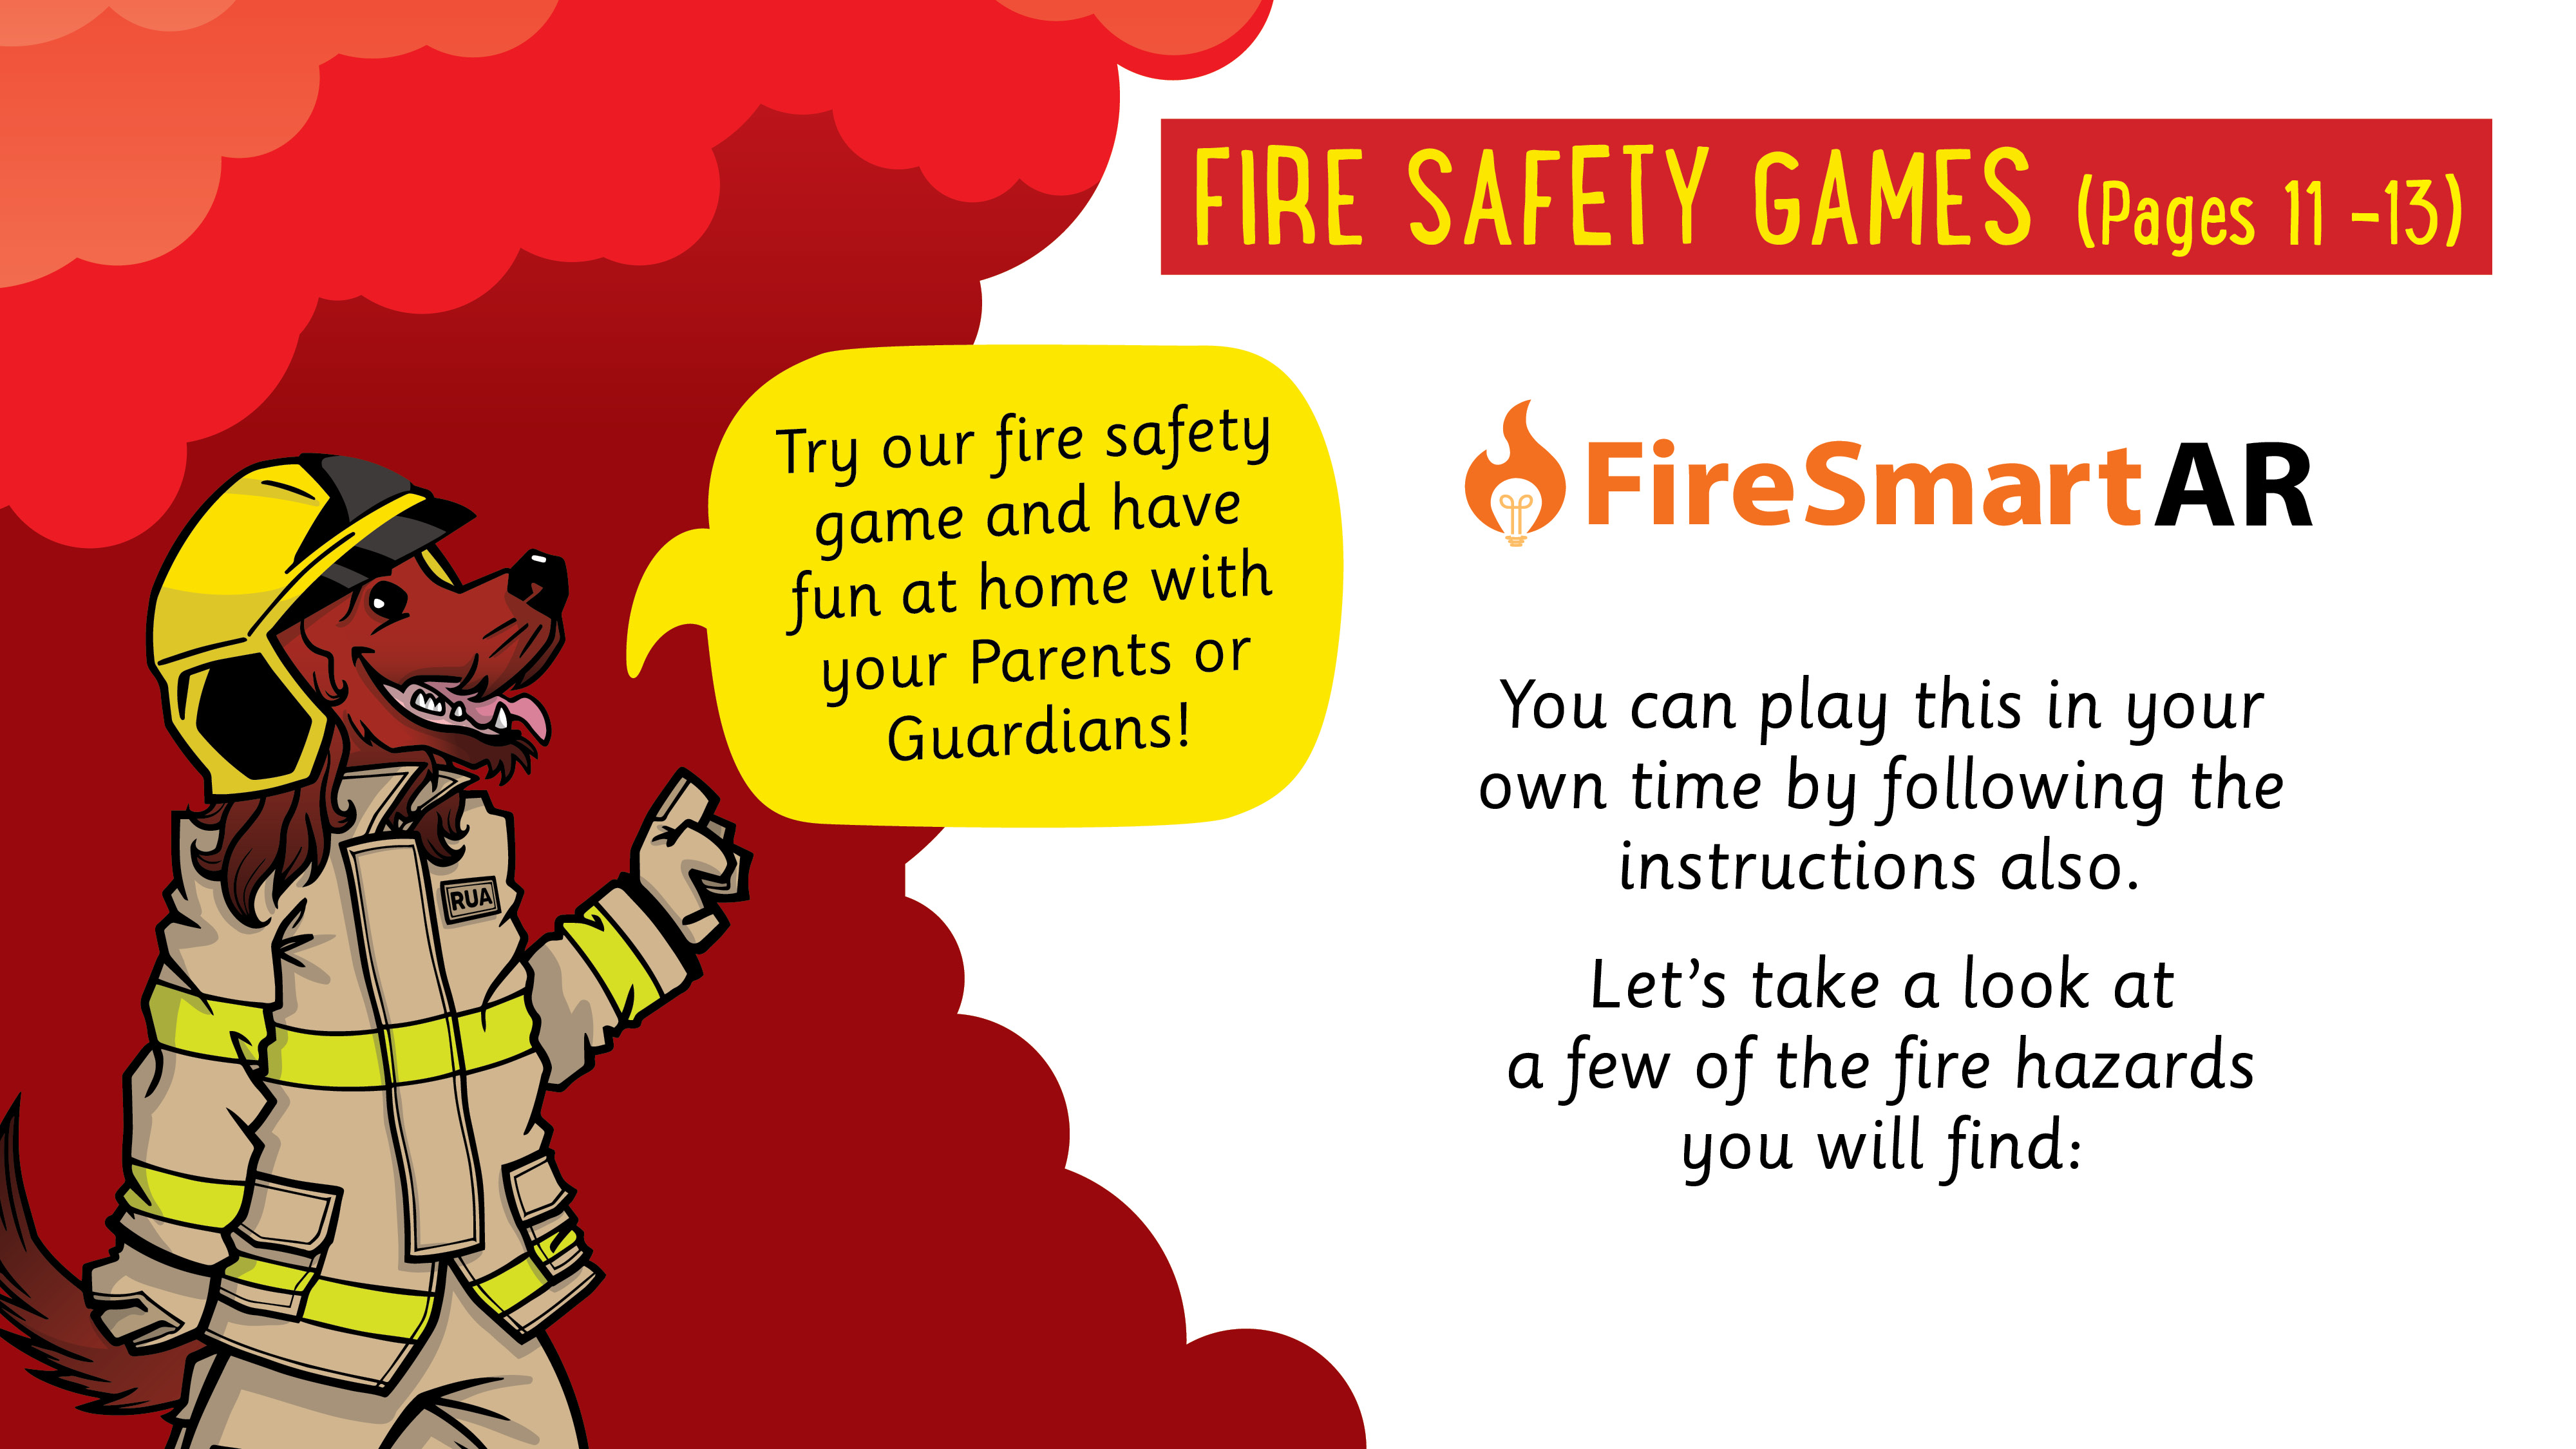 FIRE SAFETY GAMES (Pages 11 –13)
Try our fire safety
game and have
fun at home with
your Parents or
Guardians!
FireSmartAR
RUA
You can play this in your
own time by following the
instructions also.
Let’s take a look at
a few of the fire hazards
you will find: